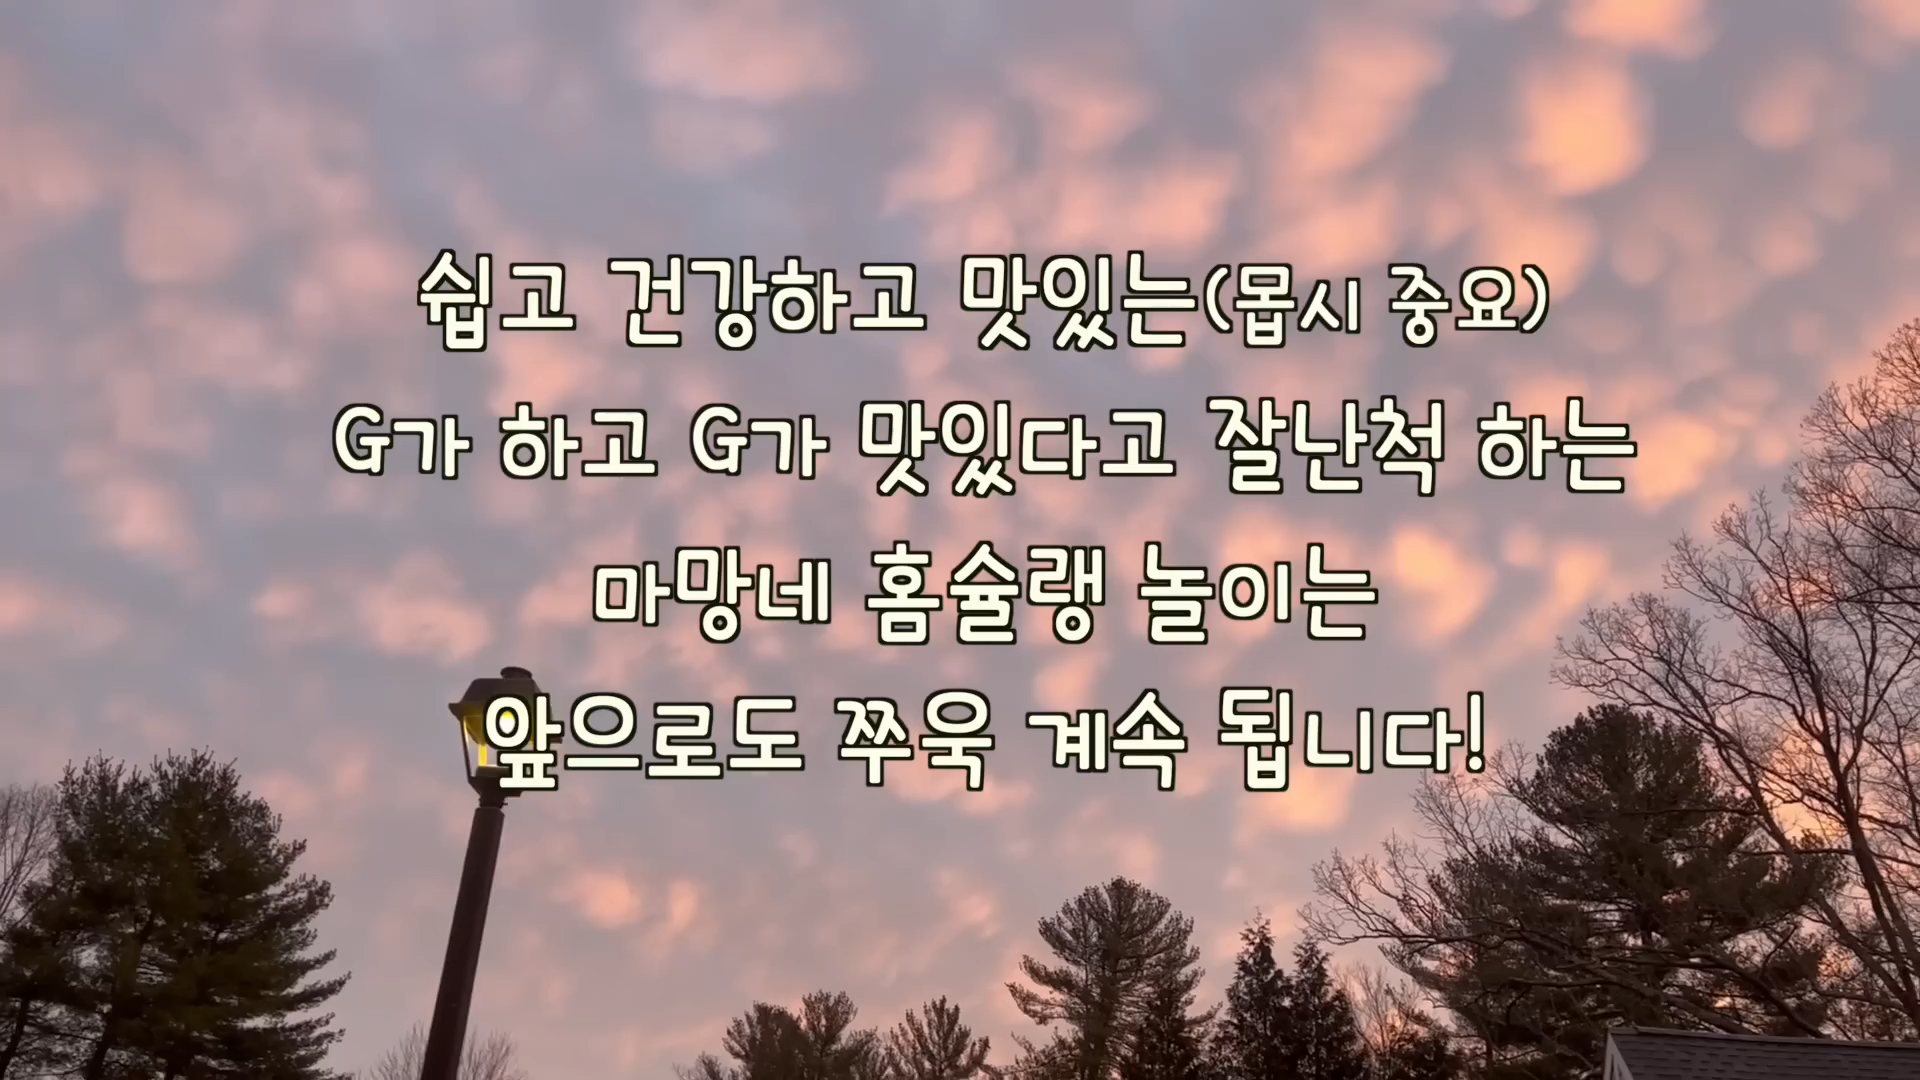 쉽고 건강하고 맛있는(몹시 중요)
G가 하고 G가 맛있다고 잘난척 하는
마망네 홈슐랭 놀이는
앞으로도 쭈욱 계속 됩니다!